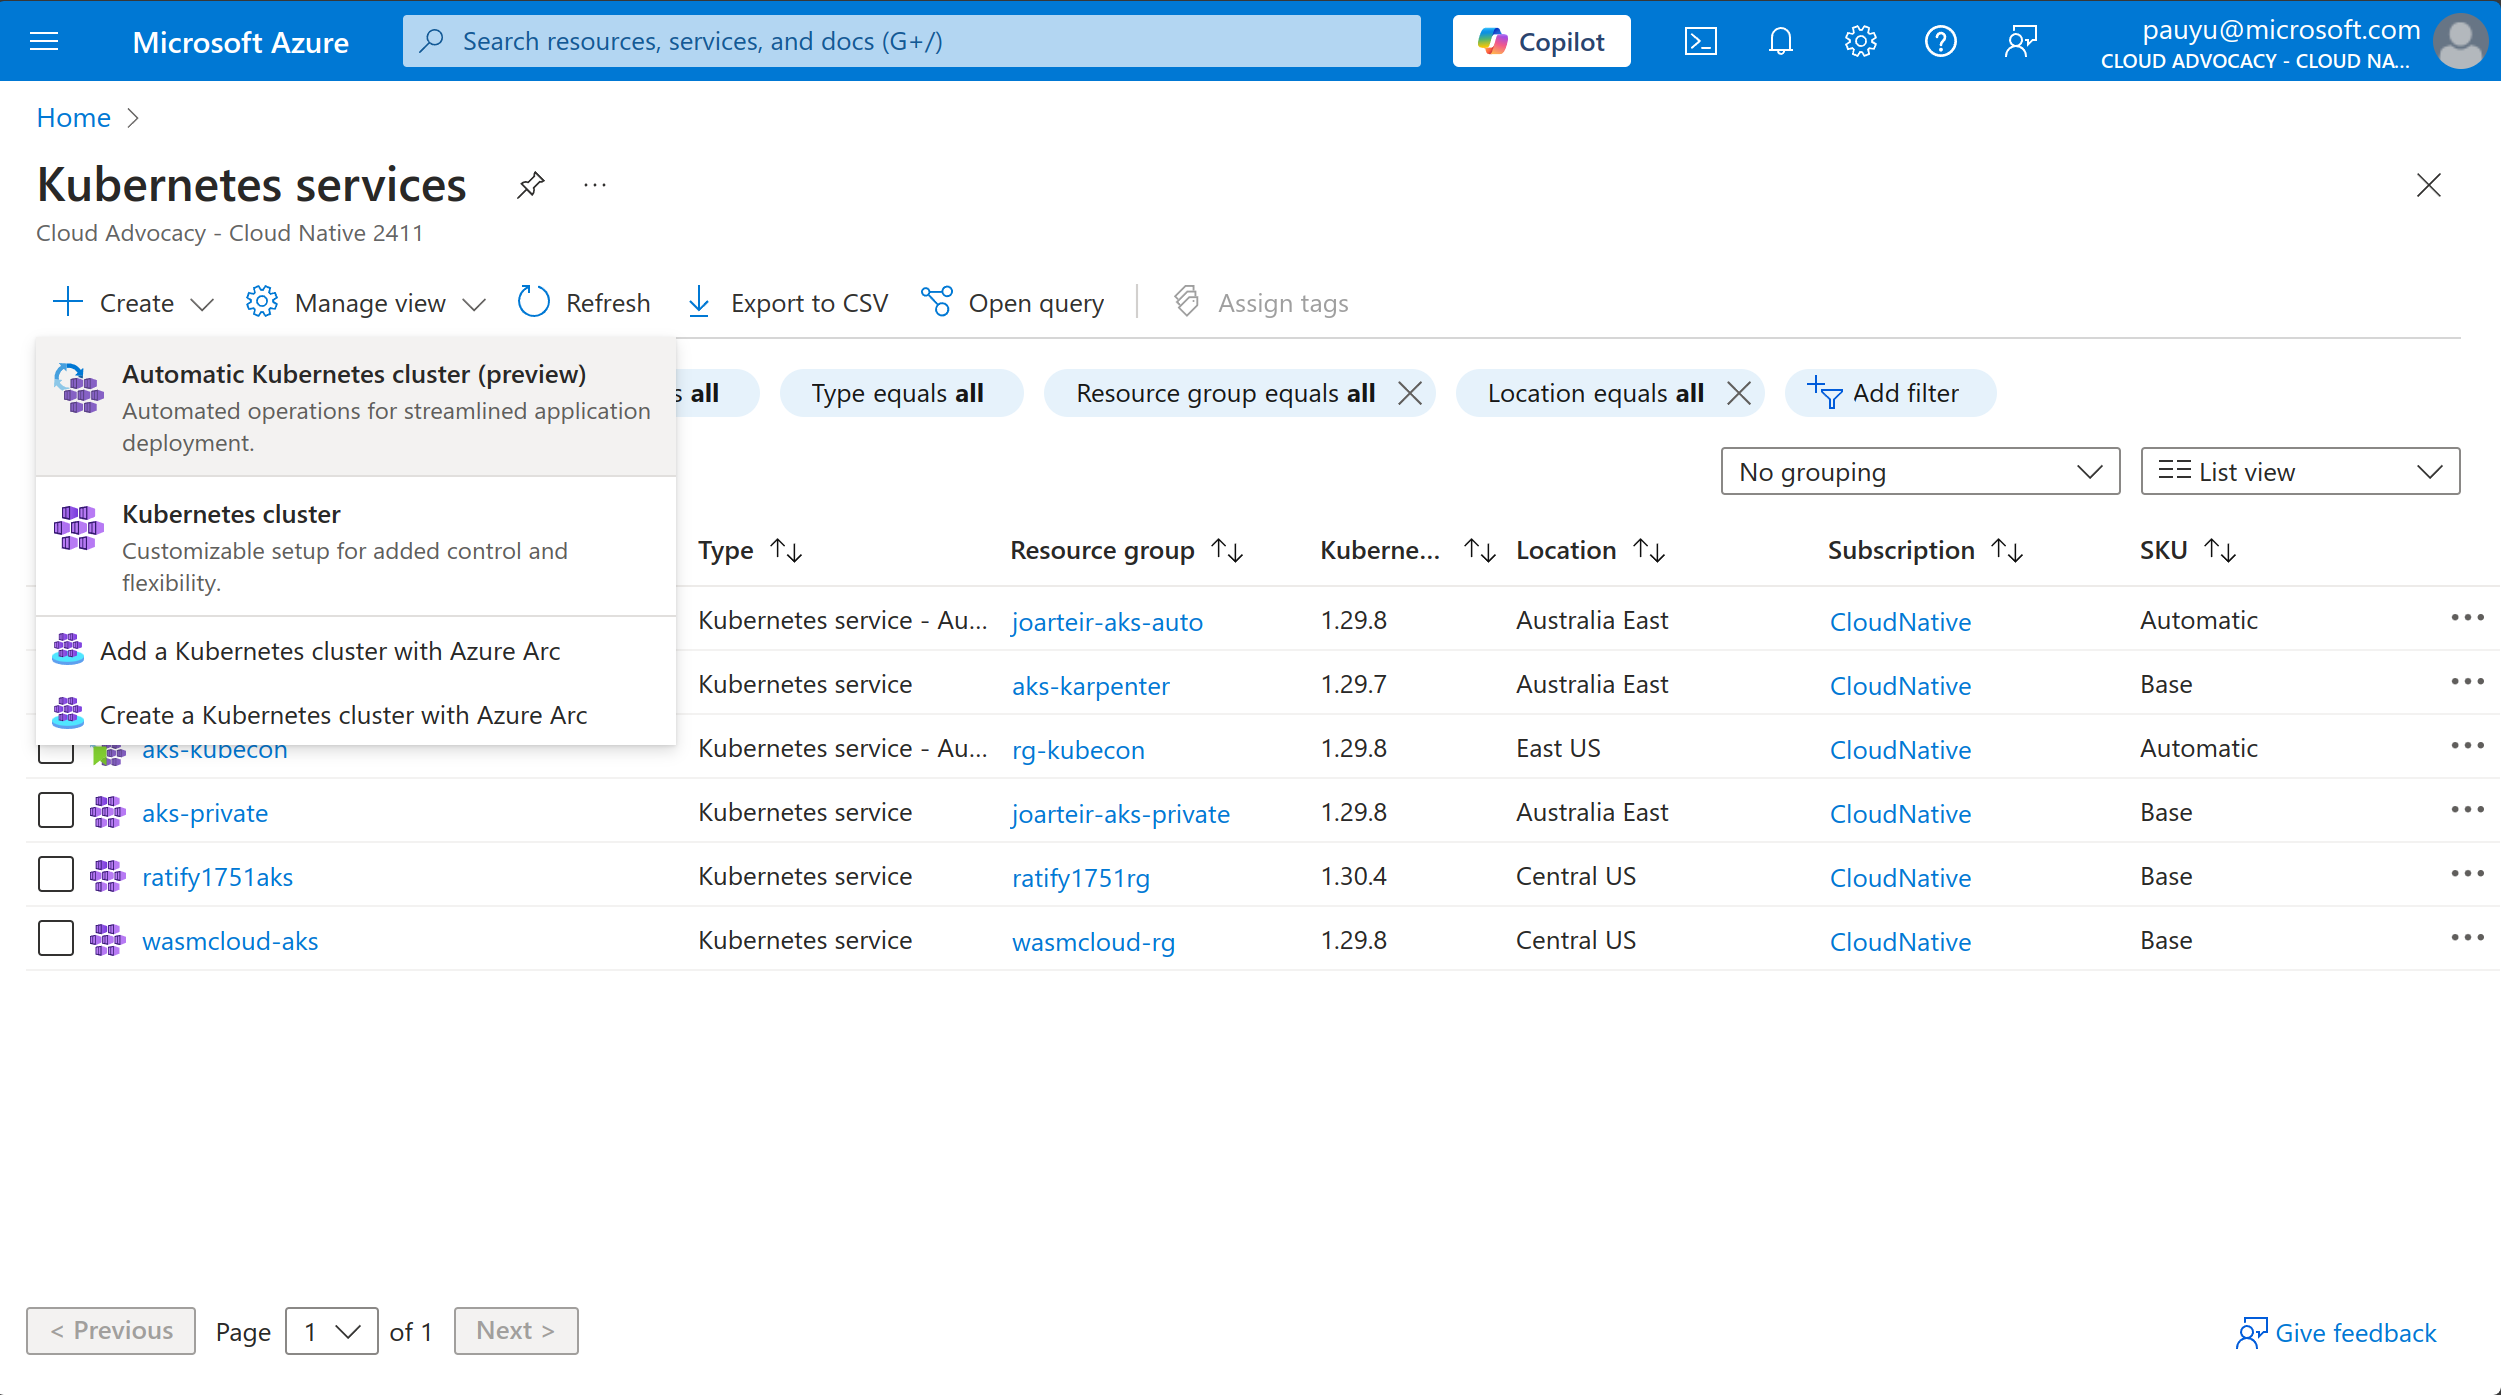 Microsoft Azure
Search resources, services, and docs (G+/)
Copilot
pauyu@microsoft.com
CLOUD ADVOCACY - CLOUD NA...
Home
Kubernetes services
Cloud Advocacy - Cloud Native 2411
Create
Manage view
Refresh
Export to CSV
Open query
Assign tags
Automatic Kubernetes cluster (preview)
Automated operations for streamlined application
deployment.
Kubernetes cluster
Customizable setup for added control and
flexibility.
Add a Kubernetes cluster with Azure Arc
Create a Kubernetes cluster with Azure Arc
all
Type equals all
Resource group equals all
Location equals all
Add filter
No grouping
List view
Type
Resource group
Kuberne...
Location
Subscription
SKU
Kubernetes service - Au... joarteir-aks-auto 1.29.8 Australia East CloudNative Automatic
Kubernetes service aks-karpenter 1.29.7 Australia East CloudNative Base
aks-kubecon Kubernetes service - Au... rg-kubecon 1.29.8 East US CloudNative Automatic
aks-private Kubernetes service joarteir-aks-private 1.29.8 Australia East CloudNative Base
ratify1751aks Kubernetes service ratify1751rg 1.30.4 Central US CloudNative Base
wasmcloud-aks Kubernetes service wasmcloud-rg 1.29.8 Central US CloudNative Base
< Previous
Page 1 of 1
Next >
Give feedback